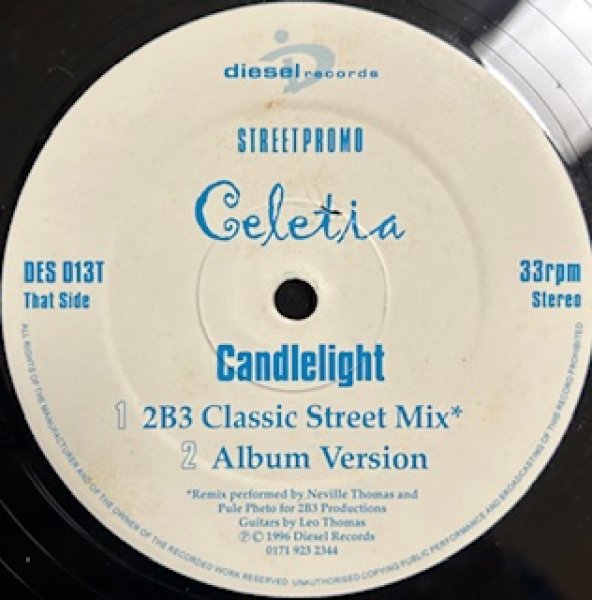 diesel records
STREETPROMO
Celetia
DES 013T
That Side
33rpm
Stereo
Candlelight
1 2B3 Classic Street Mix*
2 Album Version
*Remix performed by Neville Thomas and
Pule Pheto for 2B3 Productions
Guitars by Leo Thomas
℗ © 1996 Diesel Records
0171 923 2344
ALL RIGHTS OF THE MANUFACTURER AND OF THE OWNER OF THE RECORDED WORK RESERVED. UNAUTHORISED COPYING PUBLIC PERFORMANCE AND BROADCASTING OF THIS RECORD PROHIBITED